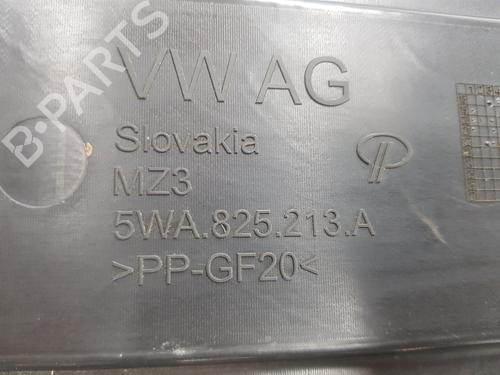 B-PARTS
VW AG
Slovakia
MZ3
5WA.825.213.A
>PP-GF20<